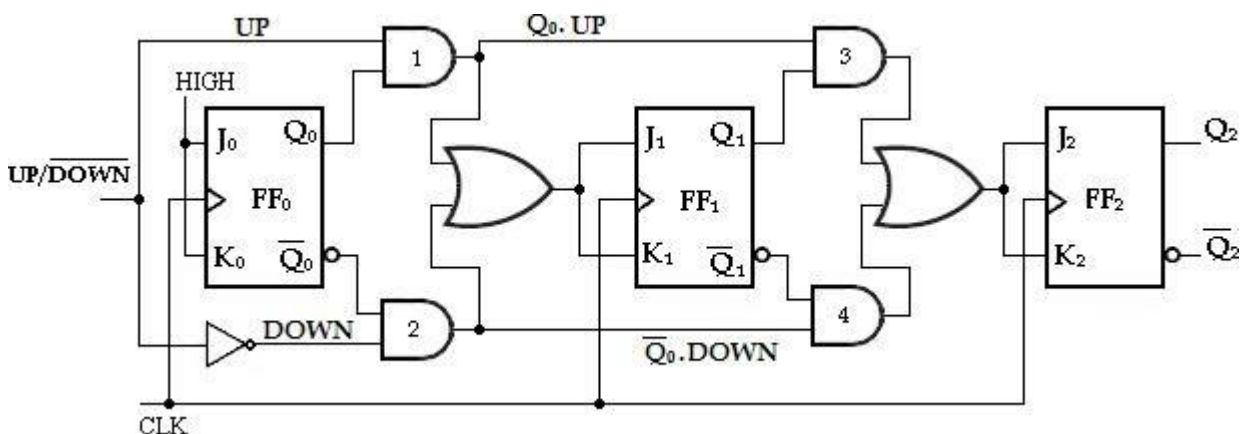 UP
Q₀. UP
1
3
HIGH
J₀
Q₀
J₁
Q₁
J₂
Q₂
UP/D̅O̅W̅N̅
FF₀
FF₁
FF₂
K₀
Q̅₀
K₁
Q̅₁
K₂
Q̅₂
2
DOWN
4
Q̅₀.DOWN
CLK